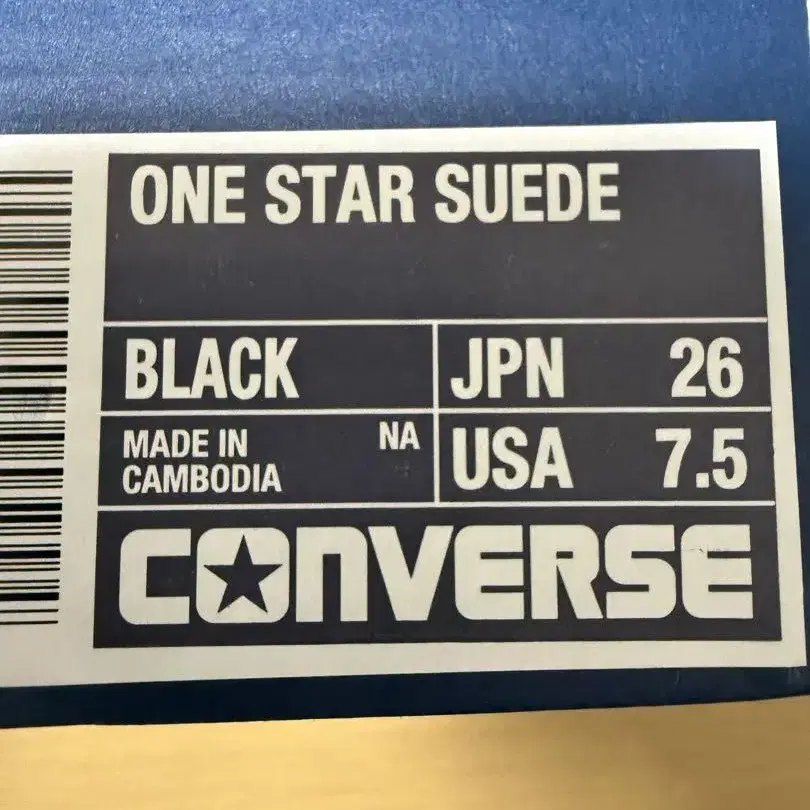 ONE STAR SUEDE
BLACK
JPN 26
MADE IN
CAMBODIA
NA
USA 7.5
CONVERSE